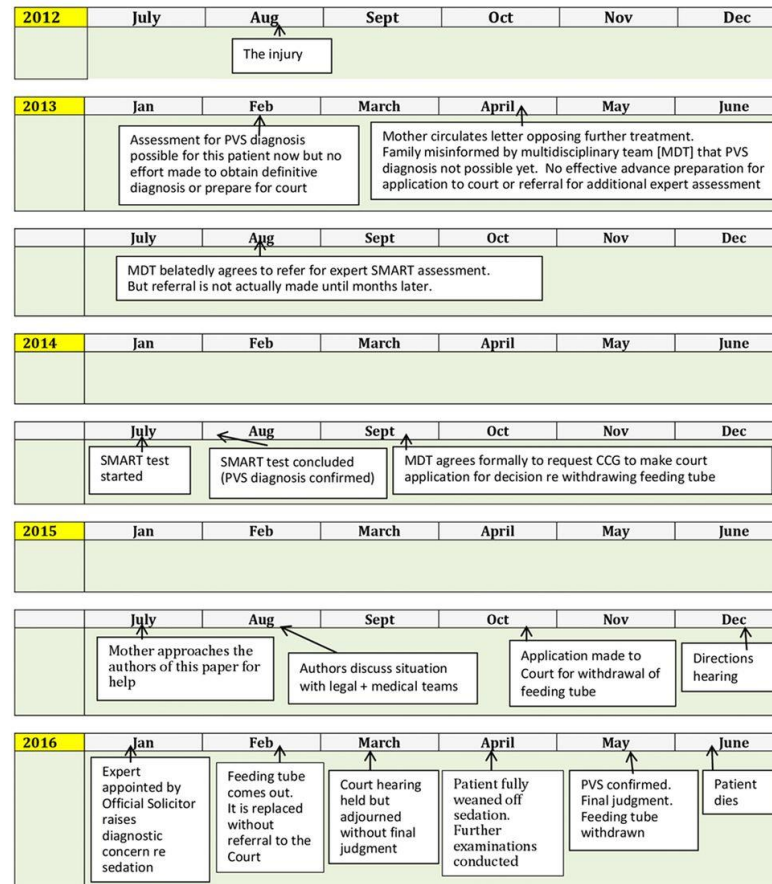 2012 July Aug Sept Oct Nov Dec
The injury
2013 Jan Feb March April May June
Assessment for PVS diagnosis
possible for this patient now but no
effort made to obtain definitive
diagnosis or prepare for court
Mother circulates letter opposing further treatment.
Family misinformed by multidisciplinary team [MDT] that PVS
diagnosis not possible yet. No effective advance preparation for
application to court or referral for additional expert assessment
July Aug Sept Oct Nov Dec
MDT belatedly agrees to refer for expert SMART assessment.
But referral is not actually made until months later.
2014 Jan Feb March April May June
July Aug Sept Oct Nov Dec
SMART test
started
SMART test concluded
(PVS diagnosis confirmed)
MDT agrees formally to request CCG to make court
application for decision re withdrawing feeding tube
2015 Jan Feb March April May June
July Aug Sept Oct Nov Dec
Mother approaches the
authors of this paper for
help
Authors discuss situation
with legal + medical teams
Application made to
Court for withdrawal of
feeding tube
Directions
hearing
2016 Jan Feb March April May June
Expert
appointed by
Official Solicitor
raises
diagnostic
concern re
sedation
Feeding tube
comes out.
It is replaced
without
referral to the
Court
Court hearing
held but
adjourned
without final
judgment
Patient fully
weaned off
sedation.
Further
examinations
conducted
PVS confirmed.
Final judgment.
Feeding tube
withdrawn
Patient
dies